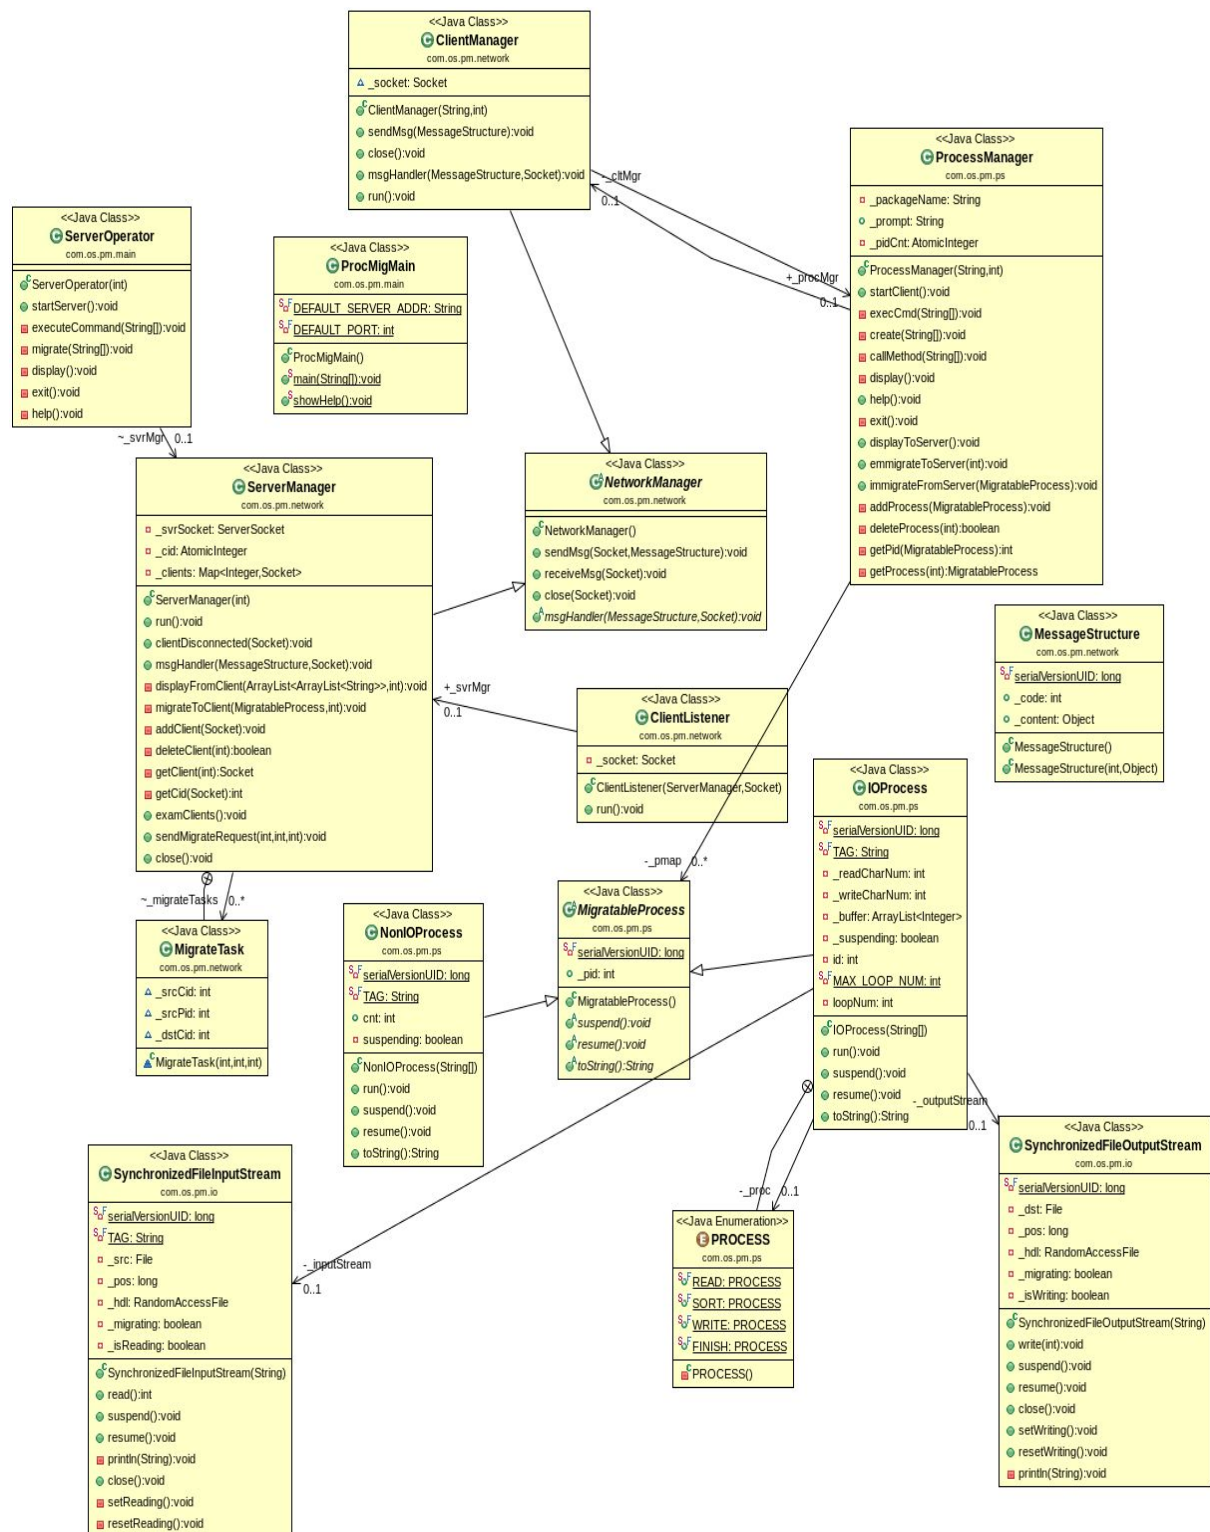 <<Java Class>>
ClientManager
com.os.pm.network
_socket: Socket
ClientManager(String,int)
sendMsg(MessageStructure):void
close():void
msgHandler(MessageStructure,Socket):void
run():void
-_cltMgr
0..1
+_procMgr
0..1
<<Java Class>>
ProcessManager
com.os.pm.ps
_packageName: String
_prompt: String
_pidCnt: AtomicInteger
ProcessManager(String,int)
startClient():void
execCmd(String[]):void
create(String[]):void
callMethod(String[]):void
display():void
help():void
exit():void
displayToServer():void
emmigrateToServer(int):void
immigrateFromServer(MigratableProcess):void
addProcess(MigratableProcess):void
deleteProcess(int):boolean
getPid(MigratableProcess):int
getProcess(int):MigratableProcess
<<Java Class>>
ServerOperator
com.os.pm.main
ServerOperator(int)
startServer():void
executeCommand(String[]):void
migrate(String[]):void
display():void
exit():void
help():void
~_svrMgr
0..1
<<Java Class>>
ProcMigMain
com.os.pm.main
DEFAULT_SERVER_ADDR: String
DEFAULT_PORT: int
ProcMigMain()
main(String[]):void
showHelp():void
<<Java Class>>
ServerManager
com.os.pm.network
_svrSocket: ServerSocket
_cid: AtomicInteger
_clients: Map<Integer,Socket>
ServerManager(int)
run():void
clientDisconnected(Socket):void
msgHandler(MessageStructure,Socket):void
displayFromClient(ArrayList<ArrayList<String>>,int):void
migrateToClient(MigratableProcess,int):void
addClient(Socket):void
deleteClient(int):boolean
getClient(int):Socket
getCid(Socket):int
examClients():void
sendMigrateRequest(int,int,int):void
close():void
<<Java Class>>
NetworkManager
com.os.pm.network
NetworkManager()
sendMsg(Socket,MessageStructure):void
receiveMsg(Socket):void
close(Socket):void
msgHandler(MessageStructure,Socket):void
<<Java Class>>
MessageStructure
com.os.pm.network
serialVersionUID: long
_code: int
_content: Object
MessageStructure()
MessageStructure(int,Object)
+_svrMgr
0..1
<<Java Class>>
ClientListener
com.os.pm.network
_socket: Socket
ClientListener(ServerManager,Socket)
run():void
<<Java Class>>
IOProcess
com.os.pm.ps
serialVersionUID: long
TAG: String
_readCharNum: int
_writeCharNum: int
_buffer: ArrayList<Integer>
_suspending: boolean
id: int
MAX_LOOP_NUM: int
loopNum: int
IOProcess(String[])
run():void
suspend():void
resume():void
toString():String
-_pmap
0..*
<<Java Class>>
MigratableProcess
com.os.pm.ps
serialVersionUID: long
_pid: int
MigratableProcess()
suspend():void
resume():void
toString():String
~_migrateTasks
0..*
<<Java Class>>
MigrateTask
com.os.pm.network
_srcCid: int
_srcPid: int
_dstCid: int
MigrateTask(int,int,int)
<<Java Class>>
NonIOProcess
com.os.pm.ps
serialVersionUID: long
TAG: String
cnt: int
suspending: boolean
NonIOProcess(String[])
run():void
suspend():void
resume():void
toString():String
-_outputStream
0..1
<<Java Class>>
SynchronizedFileOutputStream
com.os.pm.io
serialVersionUID: long
_dst: File
_pos: long
_hdl: RandomAccessFile
_migrating: boolean
_isWriting: boolean
SynchronizedFileOutputStream(String)
write(int):void
suspend():void
resume():void
close():void
setWriting():void
resetWriting():void
println(String):void
<<Java Class>>
SynchronizedFileInputStream
com.os.pm.io
serialVersionUID: long
TAG: String
_src: File
_pos: long
_hdl: RandomAccessFile
_migrating: boolean
_isReading: boolean
SynchronizedFileInputStream(String)
read():int
suspend():void
resume():void
println(String):void
close():void
setReading():void
resetReading():void
-_inputStream
0..1
-_proc
0..1
<<Java Enumeration>>
PROCESS
com.os.pm.ps
READ: PROCESS
SORT: PROCESS
WRITE: PROCESS
FINISH: PROCESS
PROCESS()